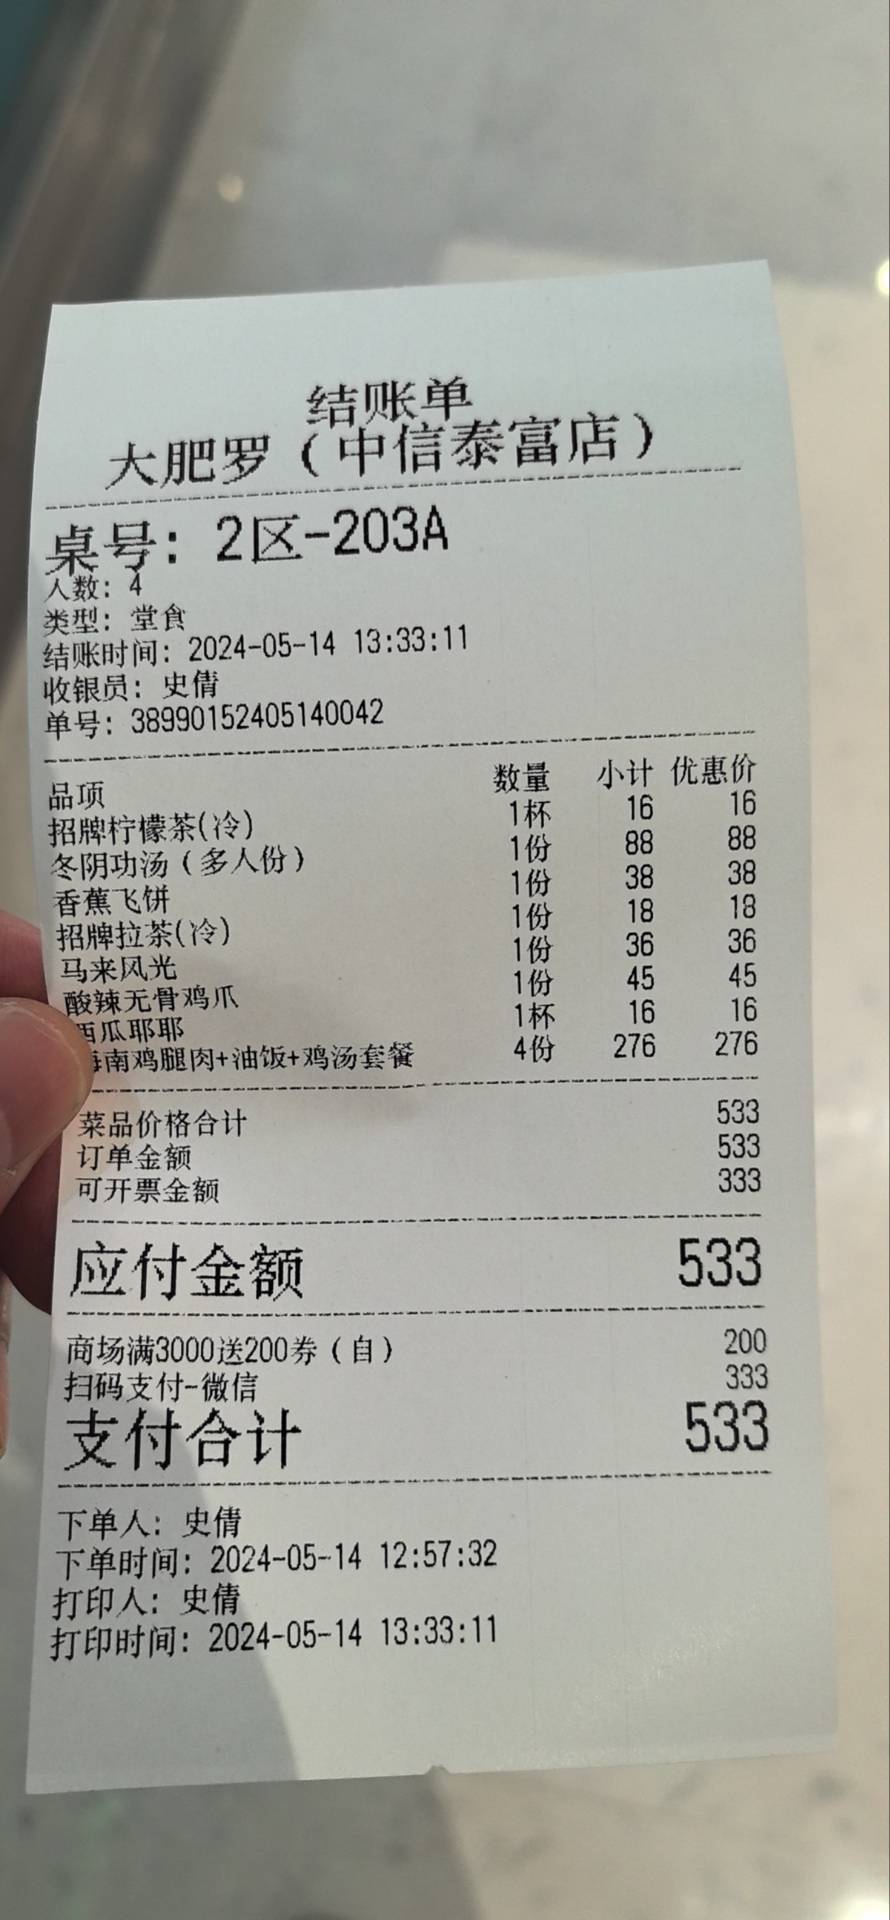 结账单
大肥罗（中信泰富店）
桌号：2区-203A
人数：4
类型：堂食
结账时间：2024-05-14 13:33:11
收银员：史倩
单号：38990152405140042
品项 数量 小计 优惠价
招牌柠檬茶(冷) 1杯 16 16
冬阴功汤（多人份） 1份 88 88
香蕉飞饼 1份 38 38
招牌拉茶(冷) 1份 18 18
马来风光 1份 36 36
酸辣无骨鸡爪 1份 45 45
西瓜耶耶 1杯 16 16
海南鸡腿肉+油饭+鸡汤套餐 4份 276 276
菜品价格合计 533
订单金额 533
可开票金额 333
应付金额 533
商场满3000送200券（自） 200
扫码支付-微信 333
支付合计 533
下单人：史倩
下单时间：2024-05-14 12:57:32
打印人：史倩
打印时间：2024-05-14 13:33:11